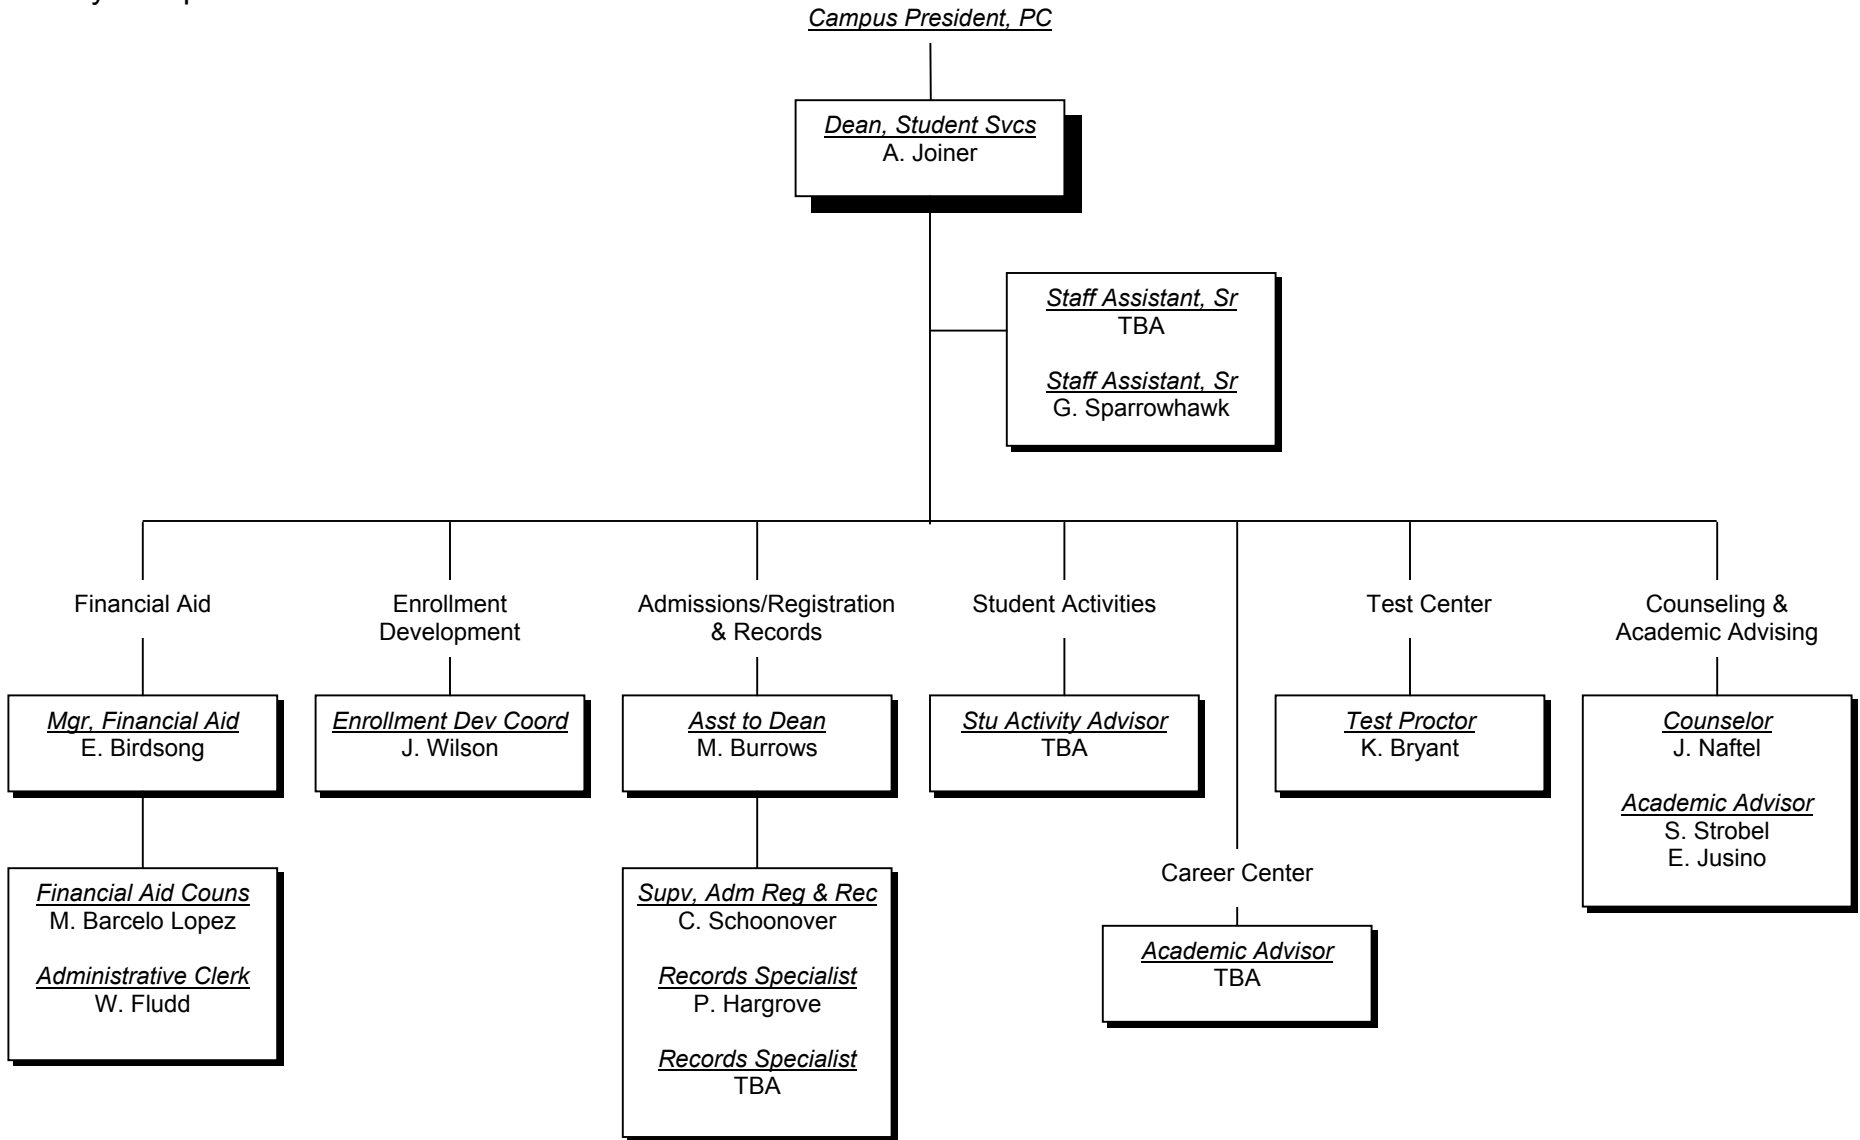 Campus President, PC
Dean, Student Svcs
A. Joiner
Staff Assistant, Sr
TBA
Staff Assistant, Sr
G. Sparrowhawk
Financial Aid
Enrollment
Development
Admissions/Registration
& Records
Student Activities
Test Center
Counseling &
Academic Advising
Mgr, Financial Aid
E. Birdsong
Enrollment Dev Coord
J. Wilson
Asst to Dean
M. Burrows
Stu Activity Advisor
TBA
Test Proctor
K. Bryant
Counselor
J. Naftel
Academic Advisor
S. Strobel
E. Jusino
Financial Aid Couns
M. Barcelo Lopez
Administrative Clerk
W. Fludd
Supv, Adm Reg & Rec
C. Schoonover
Records Specialist
P. Hargrove
Records Specialist
TBA
Career Center
Academic Advisor
TBA